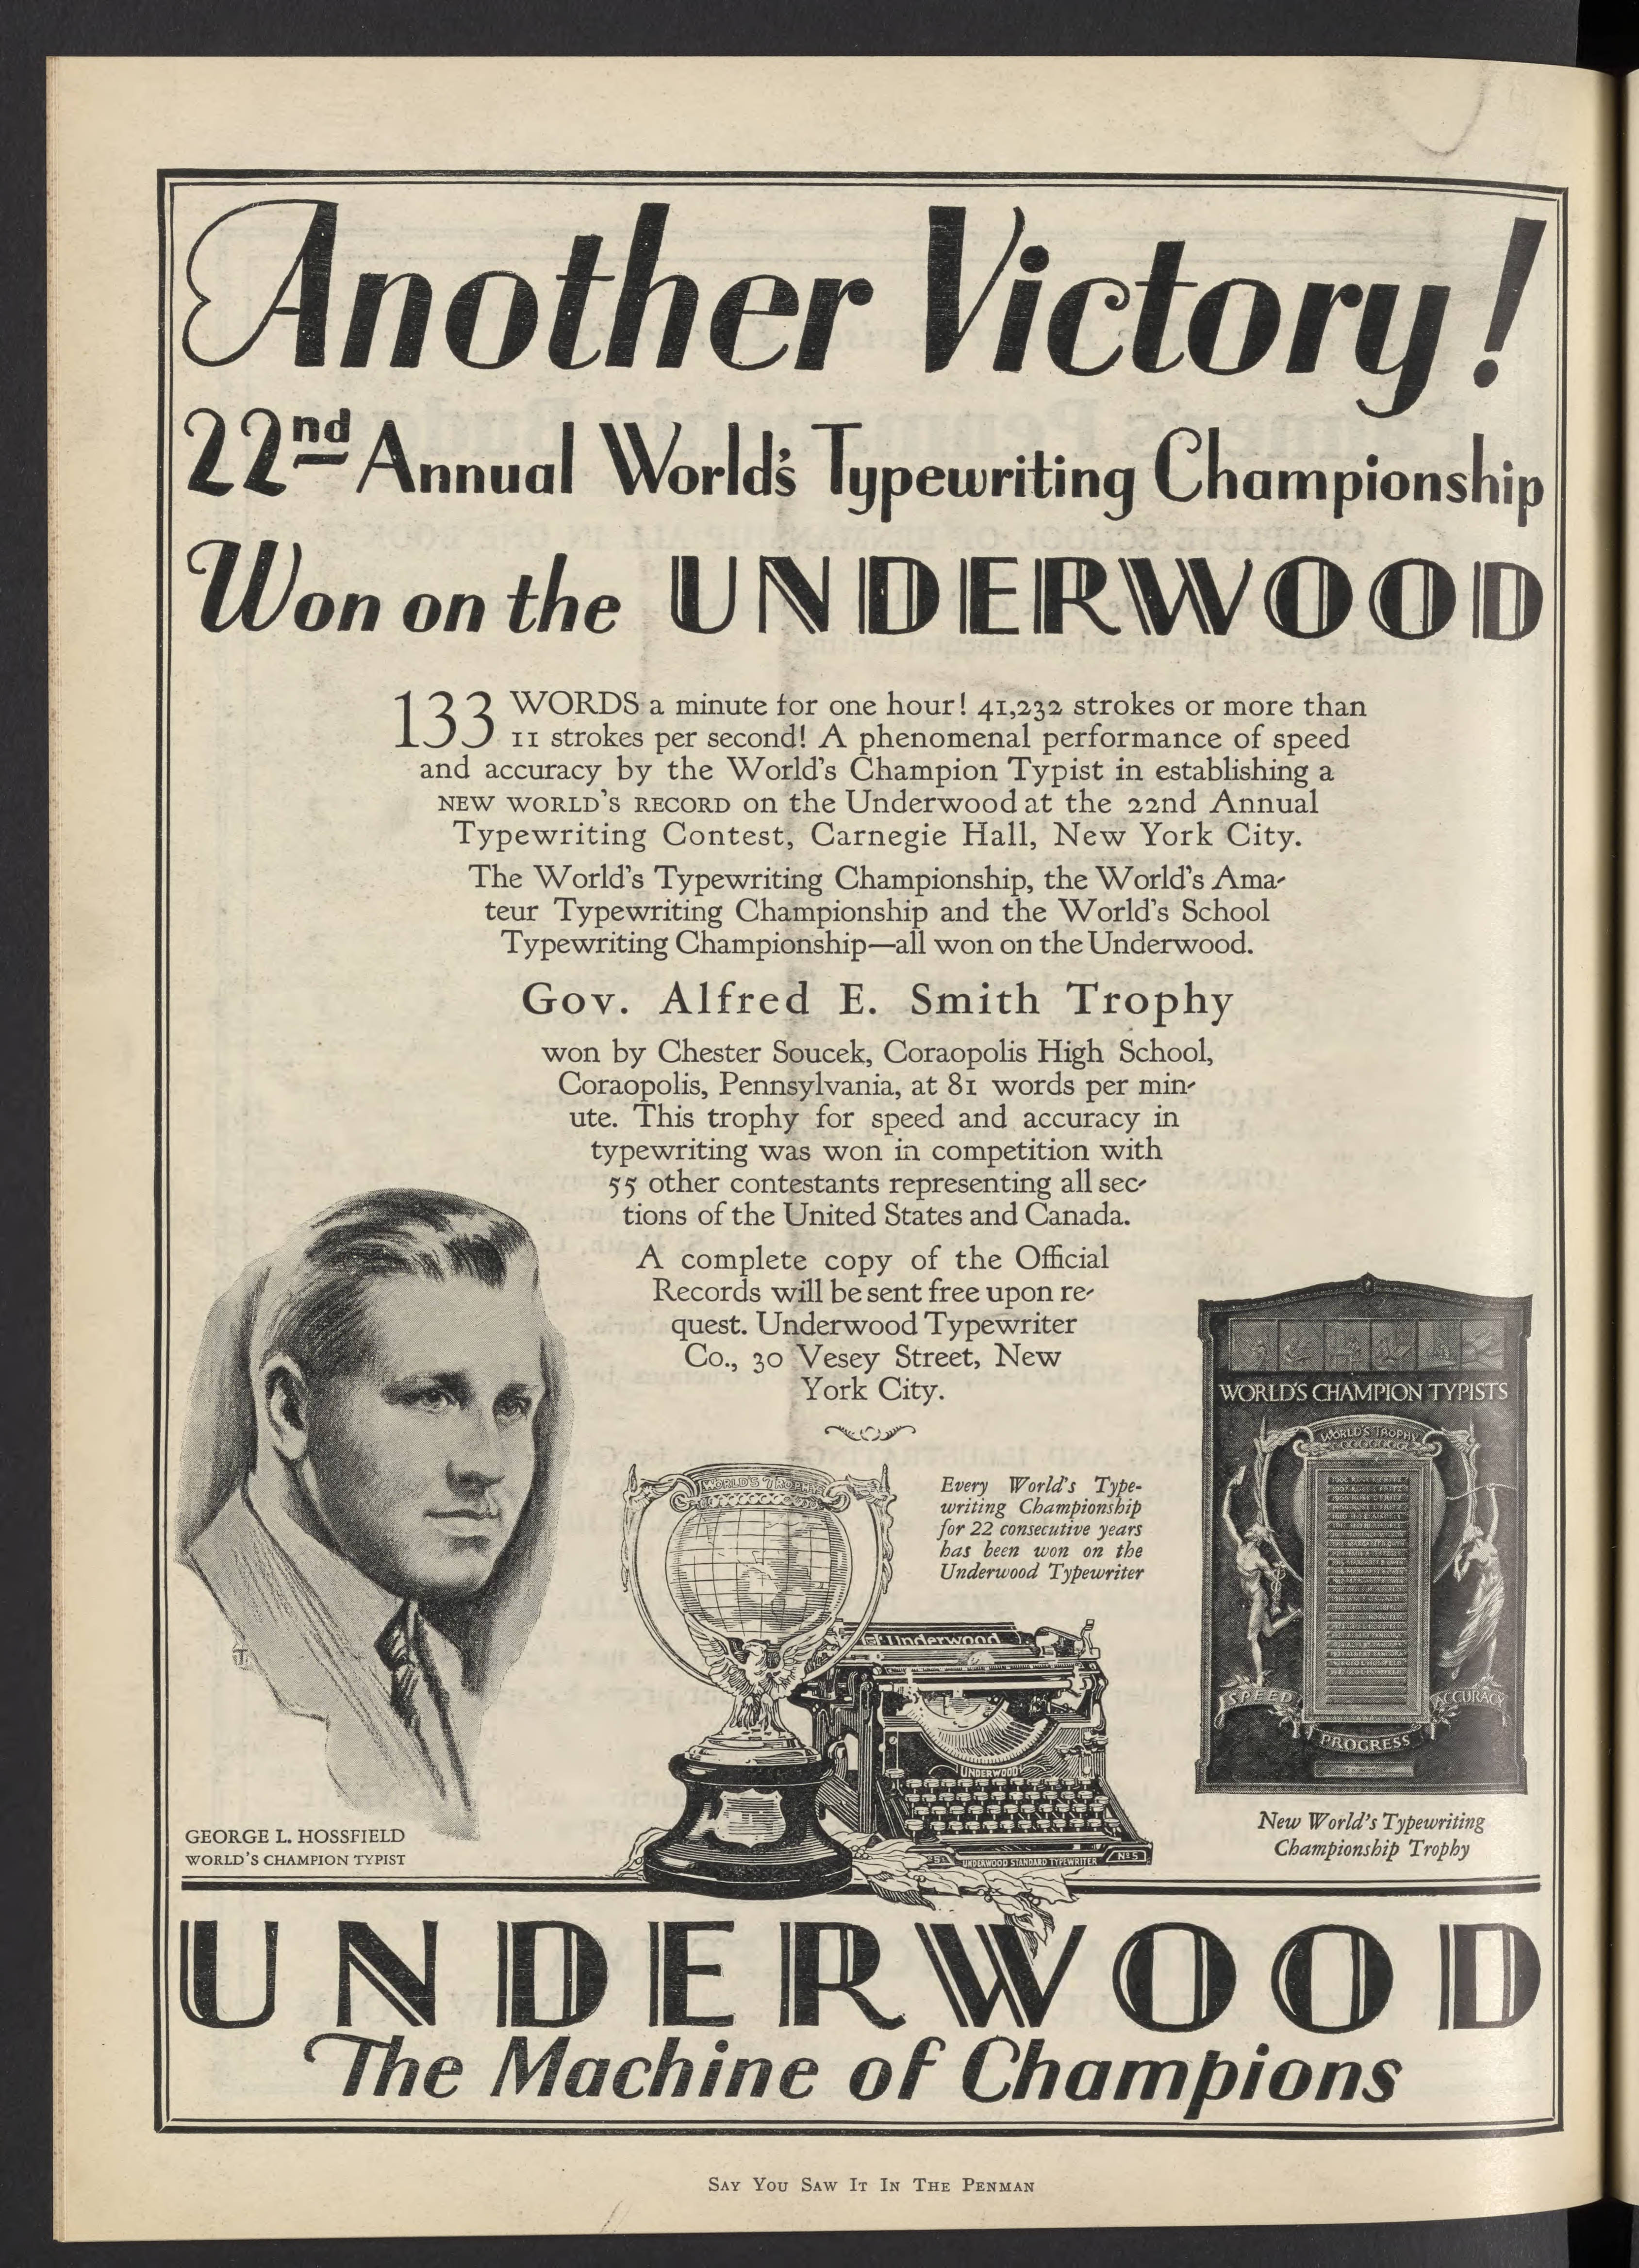 Another Victory!
22nd Annual World's Typewriting Championship
Won on the UNDERWOOD
133 WORDS a minute for one hour! 41,232 strokes or more than
11 strokes per second! A phenomenal performance of speed
and accuracy by the World's Champion Typist in establishing a
NEW WORLD'S RECORD on the Underwood at the 22nd Annual
Typewriting Contest, Carnegie Hall, New York City.
The World's Typewriting Championship, the World's Ama-
teur Typewriting Championship and the World's School
Typewriting Championship—all won on the Underwood.
Gov. Alfred E. Smith Trophy
won by Chester Soucek, Coraopolis High School,
Coraopolis, Pennsylvania, at 81 words per min-
ute. This trophy for speed and accuracy in
typewriting was won in competition with
55 other contestants representing all sec-
tions of the United States and Canada.
A complete copy of the Official
Records will be sent free upon re-
quest. Underwood Typewriter
Co., 30 Vesey Street, New
York City.
Every World's Type-
writing Championship
for 22 consecutive years
has been won on the
Underwood Typewriter
WORLD'S TROPHY
Underwood
UNDERWOOD
5
UNDERWOOD STANDARD TYPEWRITER
No 5
WORLD'S CHAMPION TYPISTS
WORLD'S TROPHY
SPEED
ACCURACY
PROGRESS
New World's Typewriting
Championship Trophy
GEORGE L. HOSSFIELD
WORLD'S CHAMPION TYPIST
UNDERWOOD
The Machine of Champions
SAY YOU SAW IT IN THE PENMAN